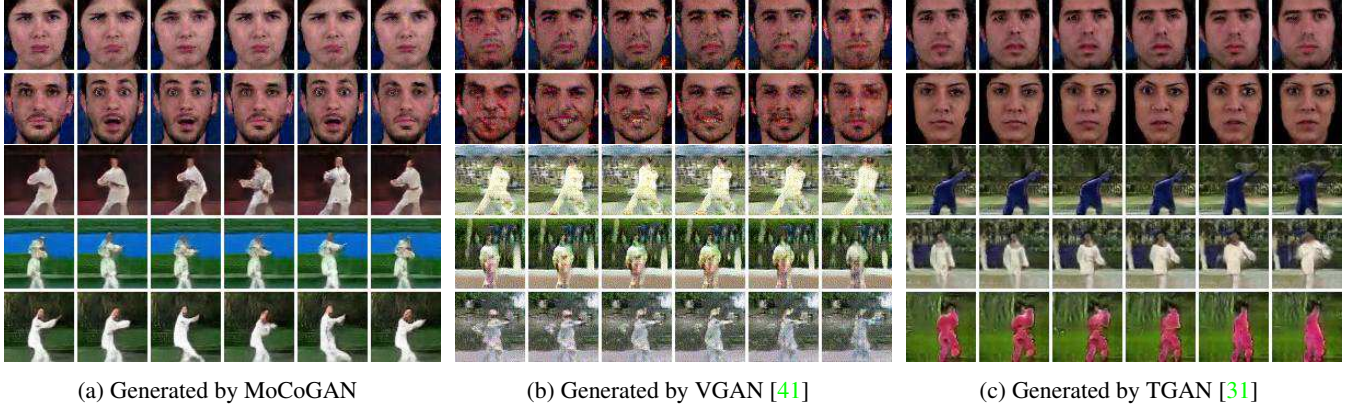 (a) Generated by MoCoGAN
(b) Generated by VGAN [41]
(c) Generated by TGAN [31]